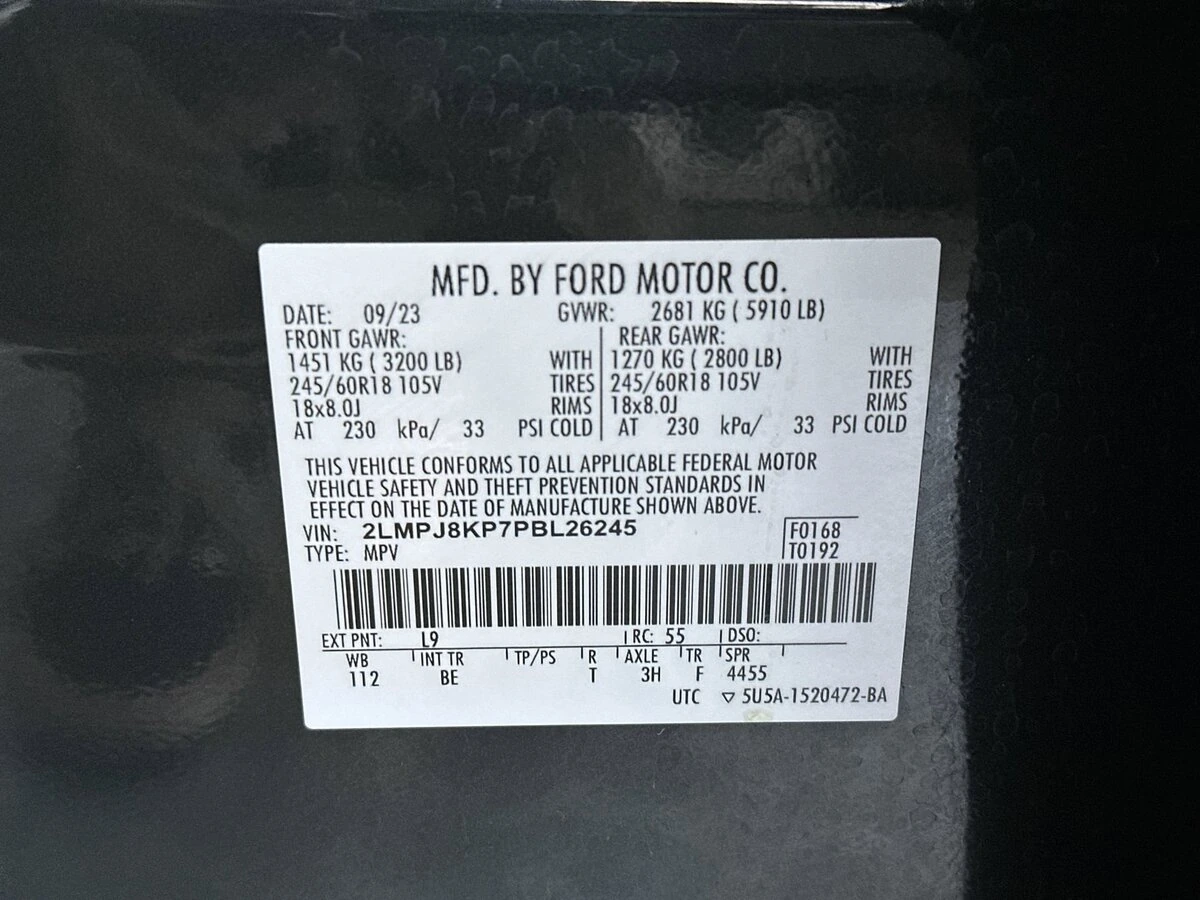 MFD. BY FORD MOTOR CO.
DATE: 09/23 GVWR: 2681 KG ( 5910 LB)
FRONT GAWR: REAR GAWR:
1451 KG ( 3200 LB) WITH 1270 KG ( 2800 LB) WITH
245/60R18 105V TIRES 245/60R18 105V TIRES
18x8.0J RIMS 18x8.0J RIMS
AT 230 kPa/ 33 PSI COLD AT 230 kPa/ 33 PSI COLD
THIS VEHICLE CONFORMS TO ALL APPLICABLE FEDERAL MOTOR
VEHICLE SAFETY AND THEFT PREVENTION STANDARDS IN
EFFECT ON THE DATE OF MANUFACTURE SHOWN ABOVE.
VIN: 2LMPJ8KP7PBL26245 F0168
TYPE: MPV T0192
EXT PNT: L9 RC: 55 DSO:
WB INT TR TP/PS R AXLE TR SPR
112 BE T 3H F 4455
UTC ▽ 5U5A-1520472-BA